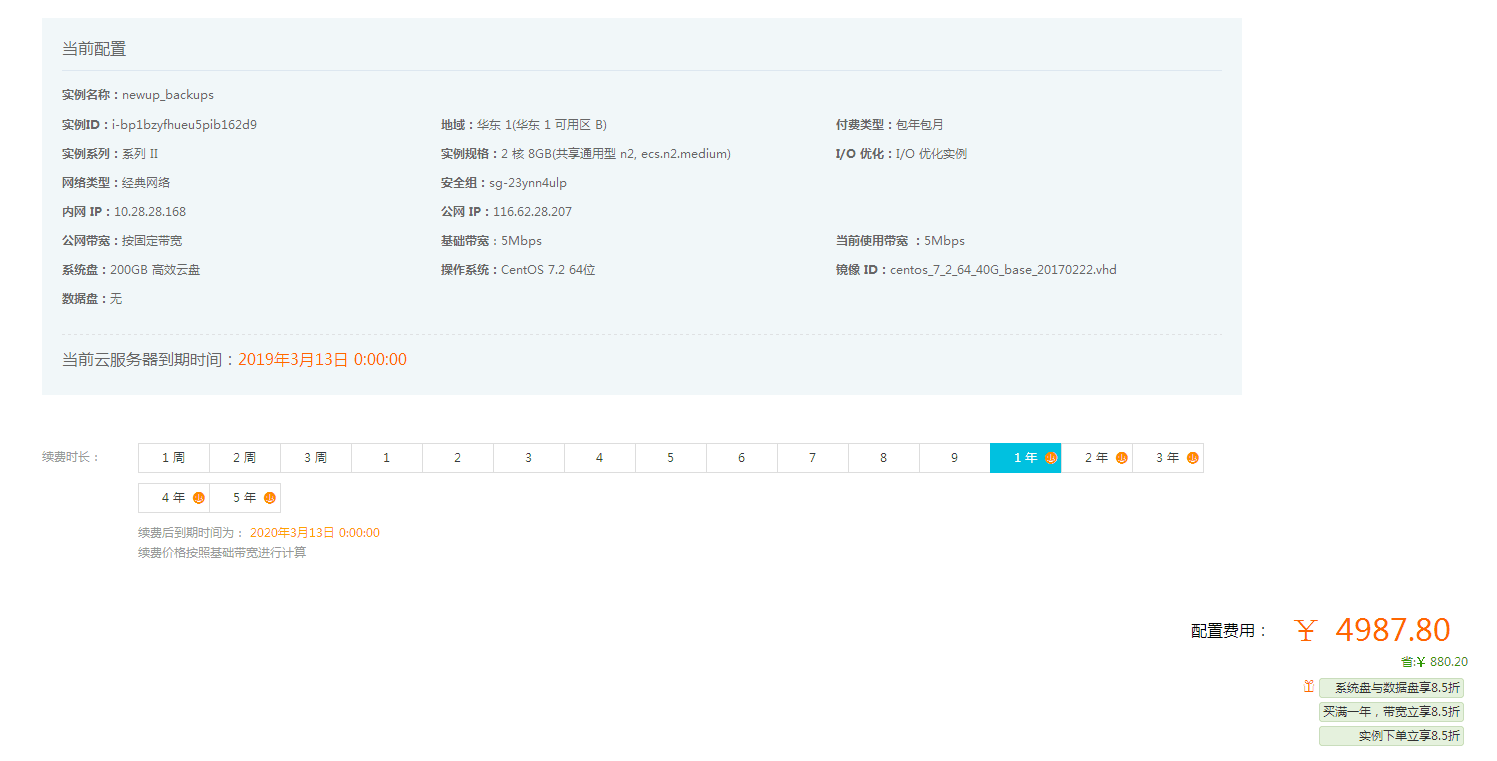 当前配置
实例名称：newup_backups
实例ID：i-bp1bzyfhueu5pib162d9 地域：华东 1(华东 1 可用区 B) 付费类型：包年包月
实例系列：系列 II 实例规格：2 核 8GB(共享通用型 n2, ecs.n2.medium) I/O 优化：I/O 优化实例
网络类型：经典网络 安全组：sg-23ynn4ulp
内网 IP：10.28.28.168 公网 IP：116.62.28.207
公网带宽：按固定带宽 基础带宽：5Mbps 当前使用带宽 ：5Mbps
系统盘：200GB 高效云盘 操作系统：CentOS 7.2 64位 镜像 ID：centos_7_2_64_40G_base_20170222.vhd
数据盘：无
当前云服务器到期时间：2019年3月13日 0:00:00
续费时长： 1 周 2 周 3 周 1 2 3 4 5 6 7 8 9 1 年 2 年 3 年
4 年 5 年
续费后到期时间为： 2020年3月13日 0:00:00
续费价格按照基础带宽进行计算
配置费用： ¥ 4987.80
省:¥ 880.20
系统盘与数据盘享8.5折
买满一年，带宽立享8.5折
实例下单立享8.5折